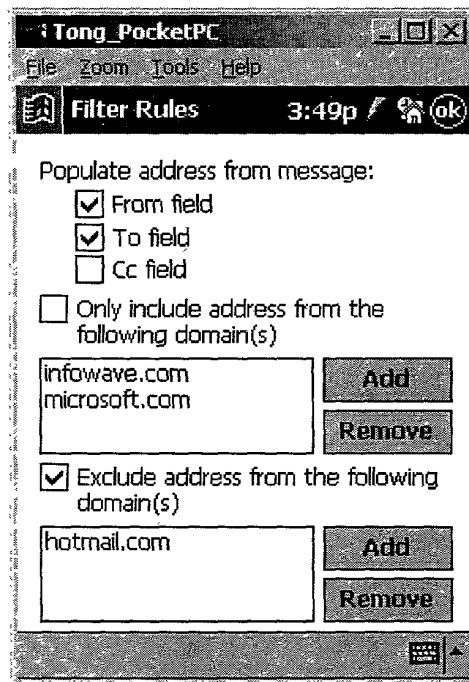 Tong_PocketPC
File Zoom Tools Help
Filter Rules 3:49p ok
Populate address from message:
From field
To field
Cc field
Only include address from the
following domain(s)
infowave.com
microsoft.com
Add
Remove
Exclude address from the following
domain(s)
hotmail.com
Add
Remove